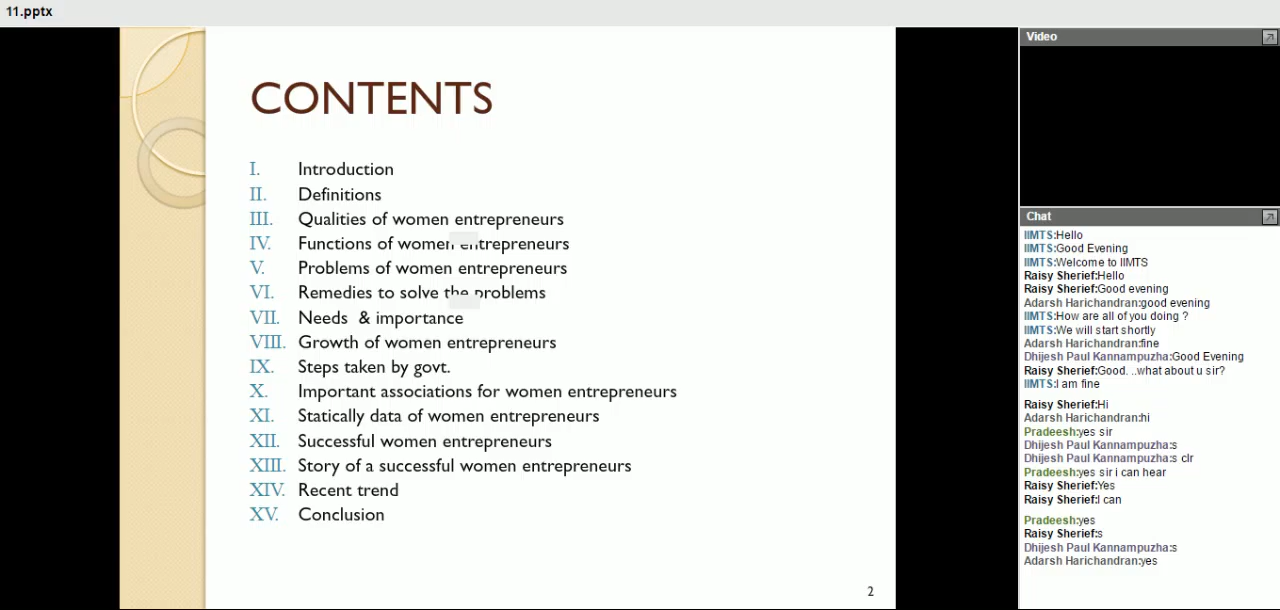 11.pptx
CONTENTS
I. Introduction
II. Definitions
III. Qualities of women entrepreneurs
IV. Functions of women entrepreneurs
V. Problems of women entrepreneurs
VI. Remedies to solve the problems
VII. Needs & importance
VIII. Growth of women entrepreneurs
IX. Steps taken by govt.
X. Important associations for women entrepreneurs
XI. Statically data of women entrepreneurs
XII. Successful women entrepreneurs
XIII. Story of a successful women entrepreneurs
XIV. Recent trend
XV. Conclusion
2
Video
Chat
IIMTS:Hello
IIMTS:Good Evening
IIMTS:Welcome to IIMTS
Raisy Sherief:Hello
Raisy Sherief:Good evening
Adarsh Harichandran:good evening
IIMTS:How are all of you doing ?
IIMTS:We will start shortly
Adarsh Harichandran:fine
Dhijesh Paul Kannampuzha:Good Evening
Raisy Sherief:Good. ..what about u sir?
IIMTS:I am fine
Raisy Sherief:Hi
Adarsh Harichandran:hi
Pradeesh:yes sir
Dhijesh Paul Kannampuzha:s
Dhijesh Paul Kannampuzha:s clr
Pradeesh:yes sir i can hear
Raisy Sherief:Yes
Raisy Sherief:I can
Pradeesh:yes
Raisy Sherief:s
Dhijesh Paul Kannampuzha:s
Adarsh Harichandran:yes